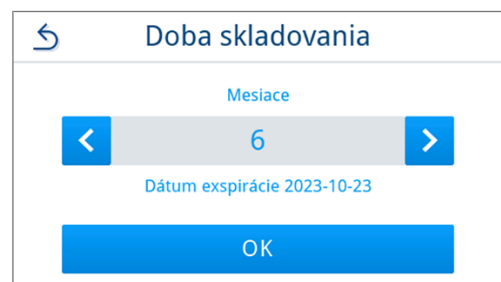 Doba skladovania
Mesiace
6
Dátum exspirácie 2023-10-23
OK